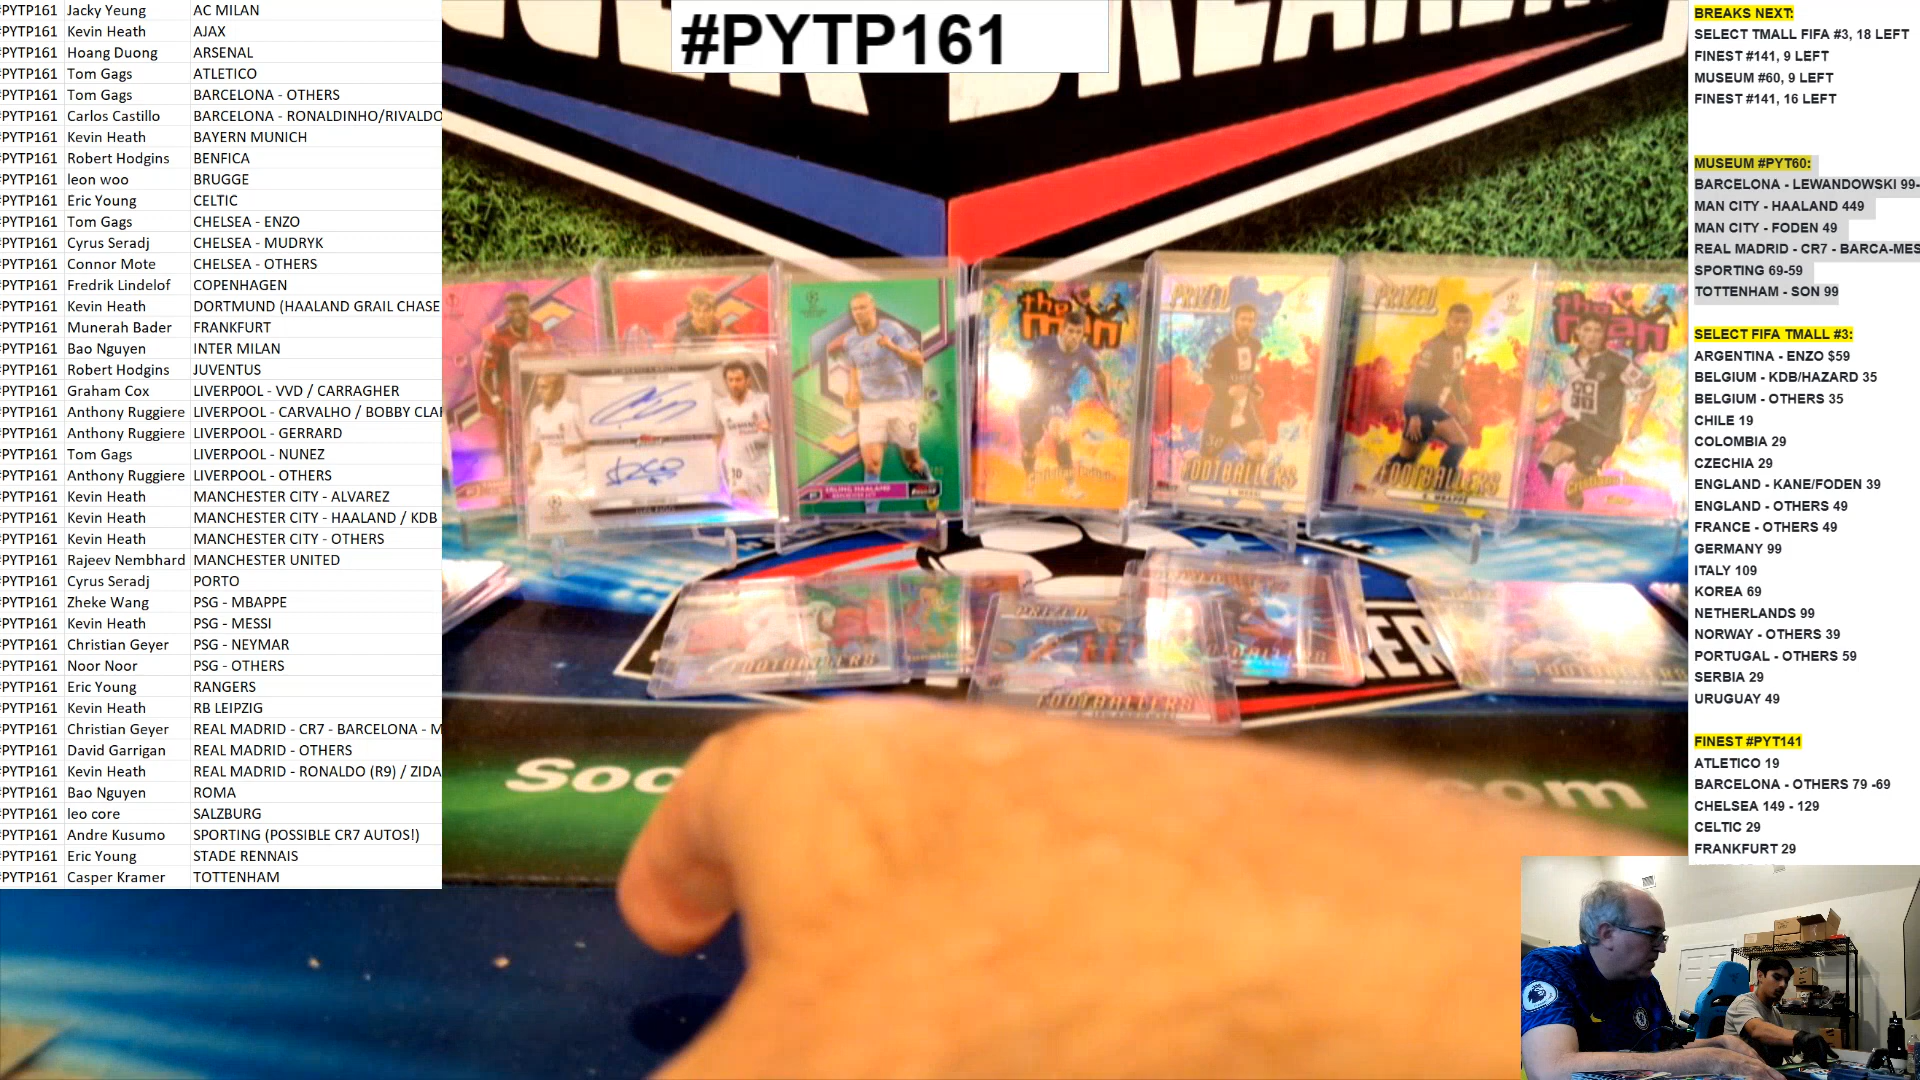 #PYTP161 Jacky Yeung AC MILAN
#PYTP161 Kevin Heath AJAX
#PYTP161 Hoang Duong ARSENAL
#PYTP161 Tom Gags ATLETICO
#PYTP161 Tom Gags BARCELONA - OTHERS
#PYTP161 Carlos Castillo BARCELONA - RONALDINHO/RIVALDO
#PYTP161 Kevin Heath BAYERN MUNICH
#PYTP161 Robert Hodgins BENFICA
#PYTP161 leon woo BRUGGE
#PYTP161 Eric Young CELTIC
#PYTP161 Tom Gags CHELSEA - ENZO
#PYTP161 Cyrus Seradj CHELSEA - MUDRYK
#PYTP161 Connor Mote CHELSEA - OTHERS
#PYTP161 Fredrik Lindelof COPENHAGEN
#PYTP161 Kevin Heath DORTMUND (HAALAND GRAIL CHASE
#PYTP161 Munerah Bader FRANKFURT
#PYTP161 Bao Nguyen INTER MILAN
#PYTP161 Robert Hodgins JUVENTUS
#PYTP161 Graham Cox LIVERP0OL - VVD / CARRAGHER
#PYTP161 Anthony Ruggiere LIVERPOOL - CARVALHO / BOBBY CLAR
#PYTP161 Anthony Ruggiere LIVERPOOL - GERRARD
#PYTP161 Tom Gags LIVERPOOL - NUNEZ
#PYTP161 Anthony Ruggiere LIVERPOOL - OTHERS
#PYTP161 Kevin Heath MANCHESTER CITY - ALVAREZ
#PYTP161 Kevin Heath MANCHESTER CITY - HAALAND / KDB
#PYTP161 Kevin Heath MANCHESTER CITY - OTHERS
#PYTP161 Rajeev Nembhard MANCHESTER UNITED
#PYTP161 Cyrus Seradj PORTO
#PYTP161 Zheke Wang PSG - MBAPPE
#PYTP161 Kevin Heath PSG - MESSI
#PYTP161 Christian Geyer PSG - NEYMAR
#PYTP161 Noor Noor PSG - OTHERS
#PYTP161 Eric Young RANGERS
#PYTP161 Kevin Heath RB LEIPZIG
#PYTP161 Christian Geyer REAL MADRID - CR7 - BARCELONA - M
#PYTP161 David Garrigan REAL MADRID - OTHERS
#PYTP161 Kevin Heath REAL MADRID - RONALDO (R9) / ZIDA
#PYTP161 Bao Nguyen ROMA
#PYTP161 leo core SALZBURG
#PYTP161 Andre Kusumo SPORTING (POSSIBLE CR7 AUTOS!)
#PYTP161 Eric Young STADE RENNAIS
#PYTP161 Casper Kramer TOTTENHAM
#PYTP161
the men
PRIZED FOOTBALLERS
PRIZED FOOTBALLERS
K. MBAPPE
the men
ERLING HAALAND
FOOTBALLERS
PRIZED
FOOTBALLERS
Soc
com
BREAKS NEXT:
SELECT TMALL FIFA #3, 18 LEFT
FINEST #141, 9 LEFT
MUSEUM #60, 9 LEFT
FINEST #141, 16 LEFT
MUSEUM #PYT60:
BARCELONA - LEWANDOWSKI 99-
MAN CITY - HAALAND 449
MAN CITY - FODEN 49
REAL MADRID - CR7 - BARCA-MES
SPORTING 69-59
TOTTENHAM - SON 99
SELECT FIFA TMALL #3:
ARGENTINA - ENZO $59
BELGIUM - KDB/HAZARD 35
BELGIUM - OTHERS 35
CHILE 19
COLOMBIA 29
CZECHIA 29
ENGLAND - KANE/FODEN 39
ENGLAND - OTHERS 49
FRANCE - OTHERS 49
GERMANY 99
ITALY 109
KOREA 69
NETHERLANDS 99
NORWAY - OTHERS 39
PORTUGAL - OTHERS 59
SERBIA 29
URUGUAY 49
FINEST #PYT141
ATLETICO 19
BARCELONA - OTHERS 79 -69
CHELSEA 149 - 129
CELTIC 29
FRANKFURT 29